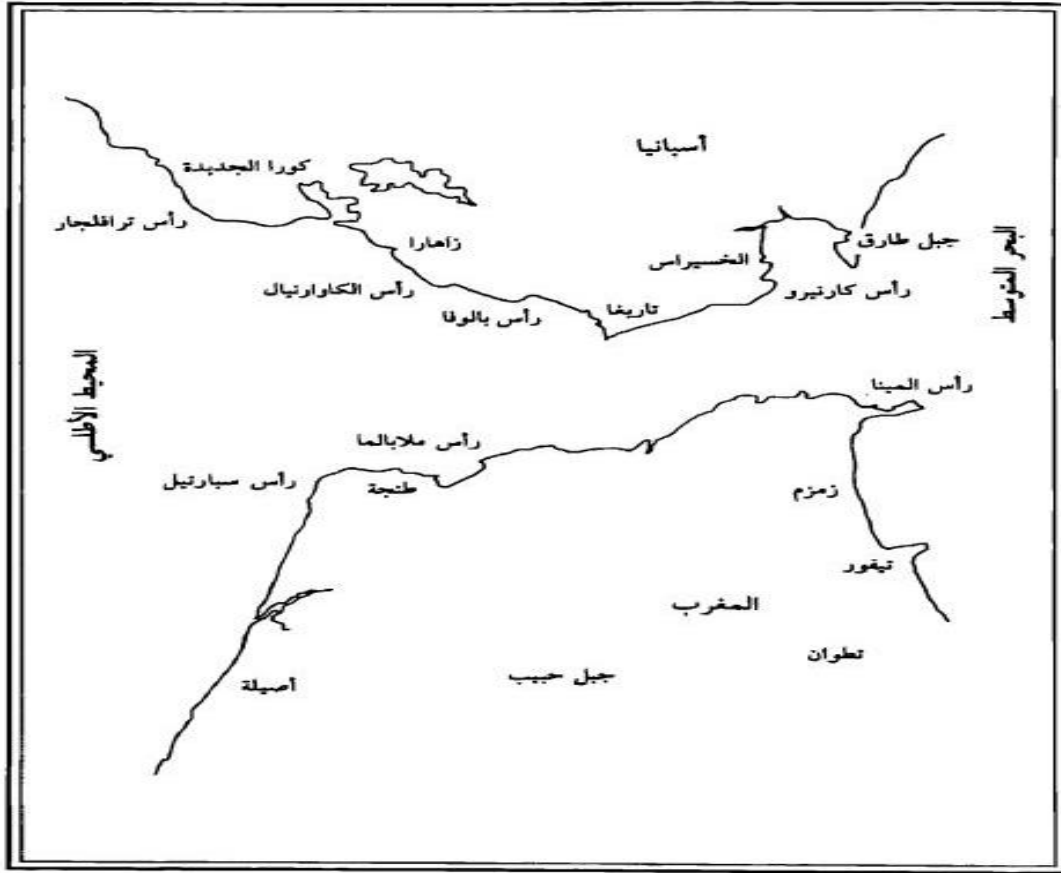 أسبانيا
كورا الجديدة
رأس ترافلجار
زاهارا
جبل طارق
البحر المتوسط
الخسيراس
رأس الكاوارنيال
رأس كارنيرو
رأس بالوفا
تاريفا
المحيط الأطلسي
رأس المينا
رأس ملابالما
رأس سبارتيل
طنجة
زمزم
تيفور
المغرب
تطوان
جبل حبيب
أصيلة